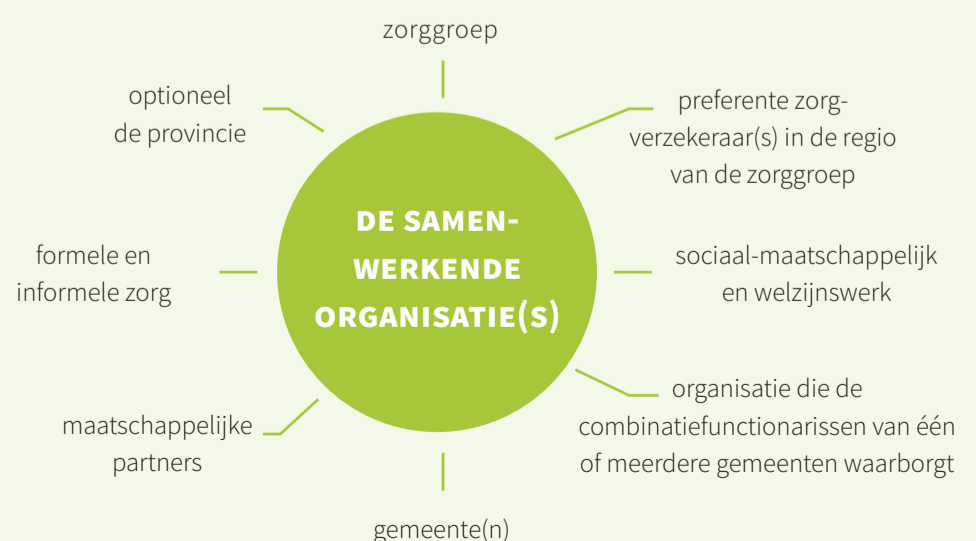 zorggroep
optioneel
de provincie
preferente zorg-
verzekeraar(s) in de regio
van de zorggroep
DE SAMEN-
WERKENDE
ORGANISATIE(S)
formele en
informele zorg
sociaal-maatschappelijk
en welzijnswerk
maatschappelijke
partners
organisatie die de
combinatiefunctionarissen van één
of meerdere gemeenten waarborgt
gemeente(n)